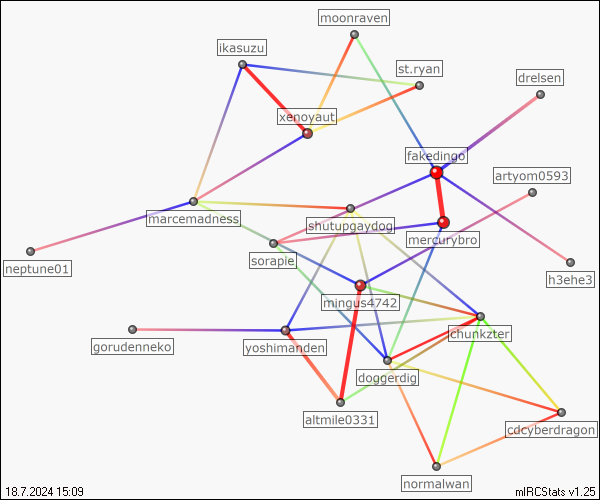 moonraven
ikasuzu
st.ryan
drelsen
xenoyaut
fakedingo
artyom0593
marcemadness
shutupgaydog
mercurybro
sorapie
neptune01
h3ehe3
mingus4742
chunkzter
gorudenneko
yoshimanden
doggerdig
altmile0331
cdcyberdragon
normalwan
18.7.2024 15:09
mIRCStats v1.25